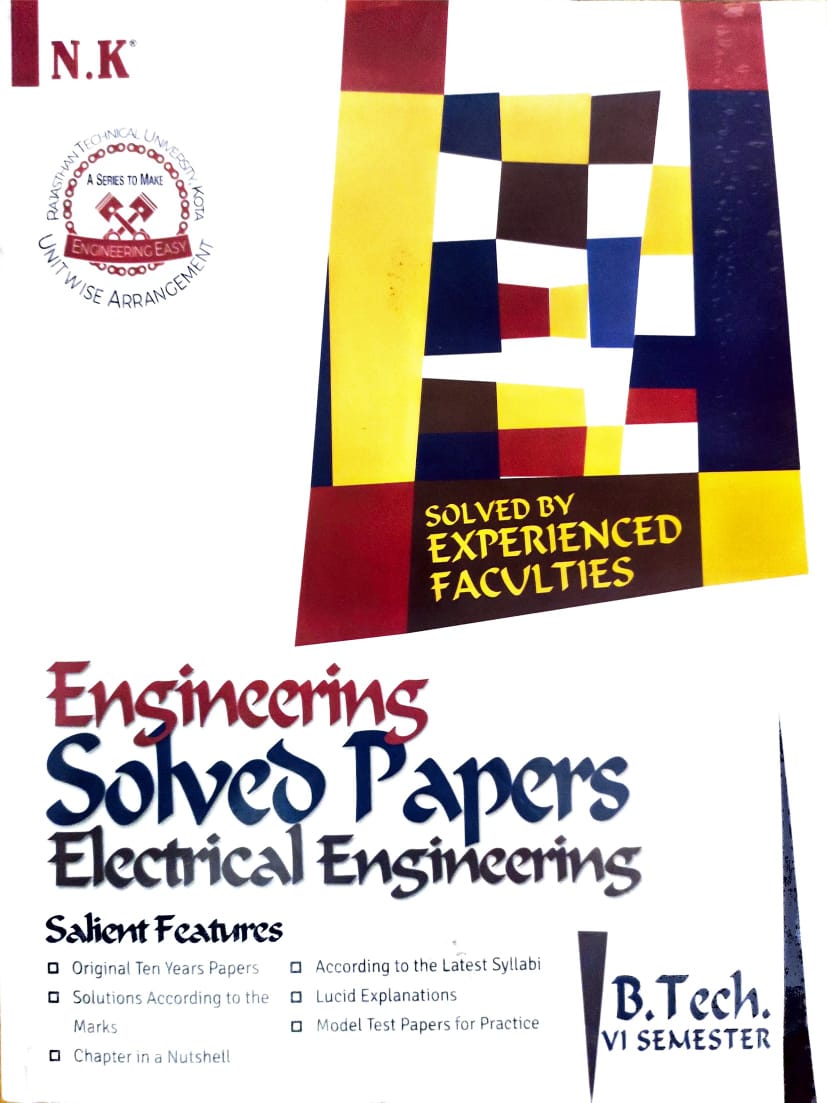 N.K®
RAJASTHAN TECHNICAL UNIVERSITY, KOTA
A SERIES TO MAKE
ENGINEERING EASY
UNIT WISE ARRANGEMENT
SOLVED BY
EXPERIENCED
FACULTIES
Engineering
Solved Papers
Electrical Engineering
Salient Features
Original Ten Years Papers
Solutions According to the
Marks
Chapter in a Nutshell
According to the Latest Syllabi
Lucid Explanations
Model Test Papers for Practice
B.Tech.
VI SEMESTER